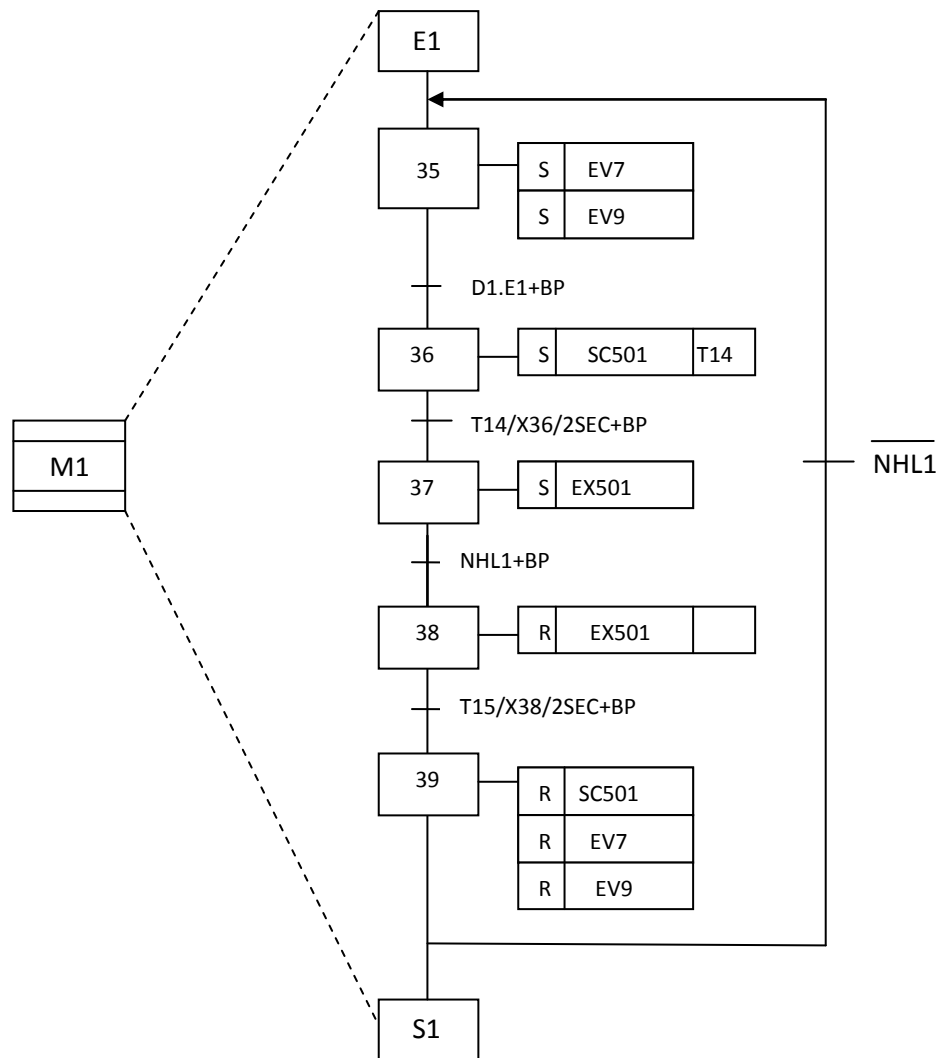 E1
35
S EV7
S EV9
D1.E1+BP
36
S SC501 T14
T14/X36/2SEC+BP
M1
NHL1̅
37
S EX501
NHL1+BP
38
R EX501
T15/X38/2SEC+BP
39
R SC501
R EV7
R EV9
S1